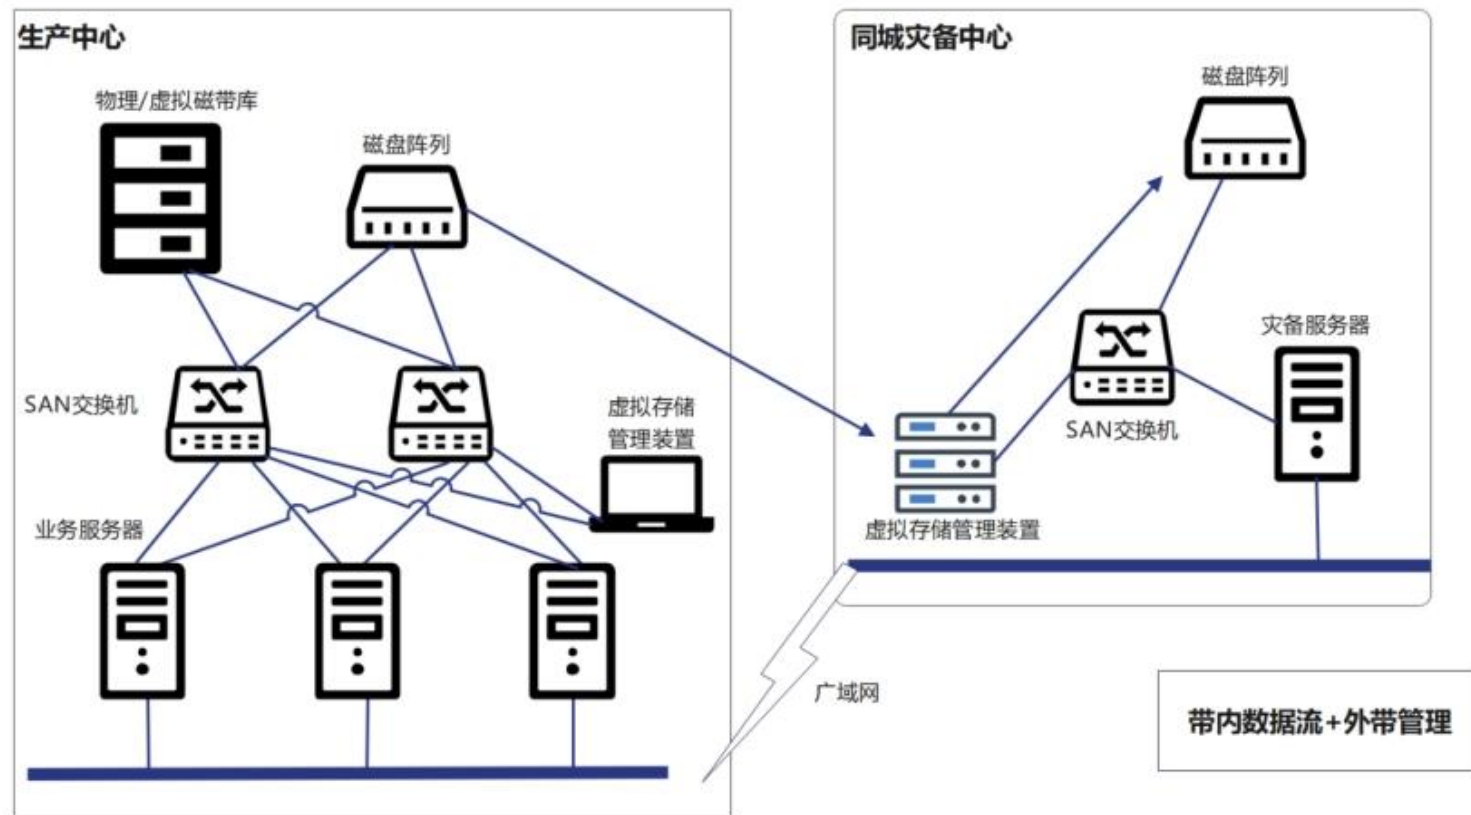 生产中心
物理/虚拟磁带库
磁盘阵列
SAN交换机
虚拟存储
管理装置
业务服务器
同城灾备中心
磁盘阵列
灾备服务器
SAN交换机
虚拟存储管理装置
广域网
带内数据流+外带管理